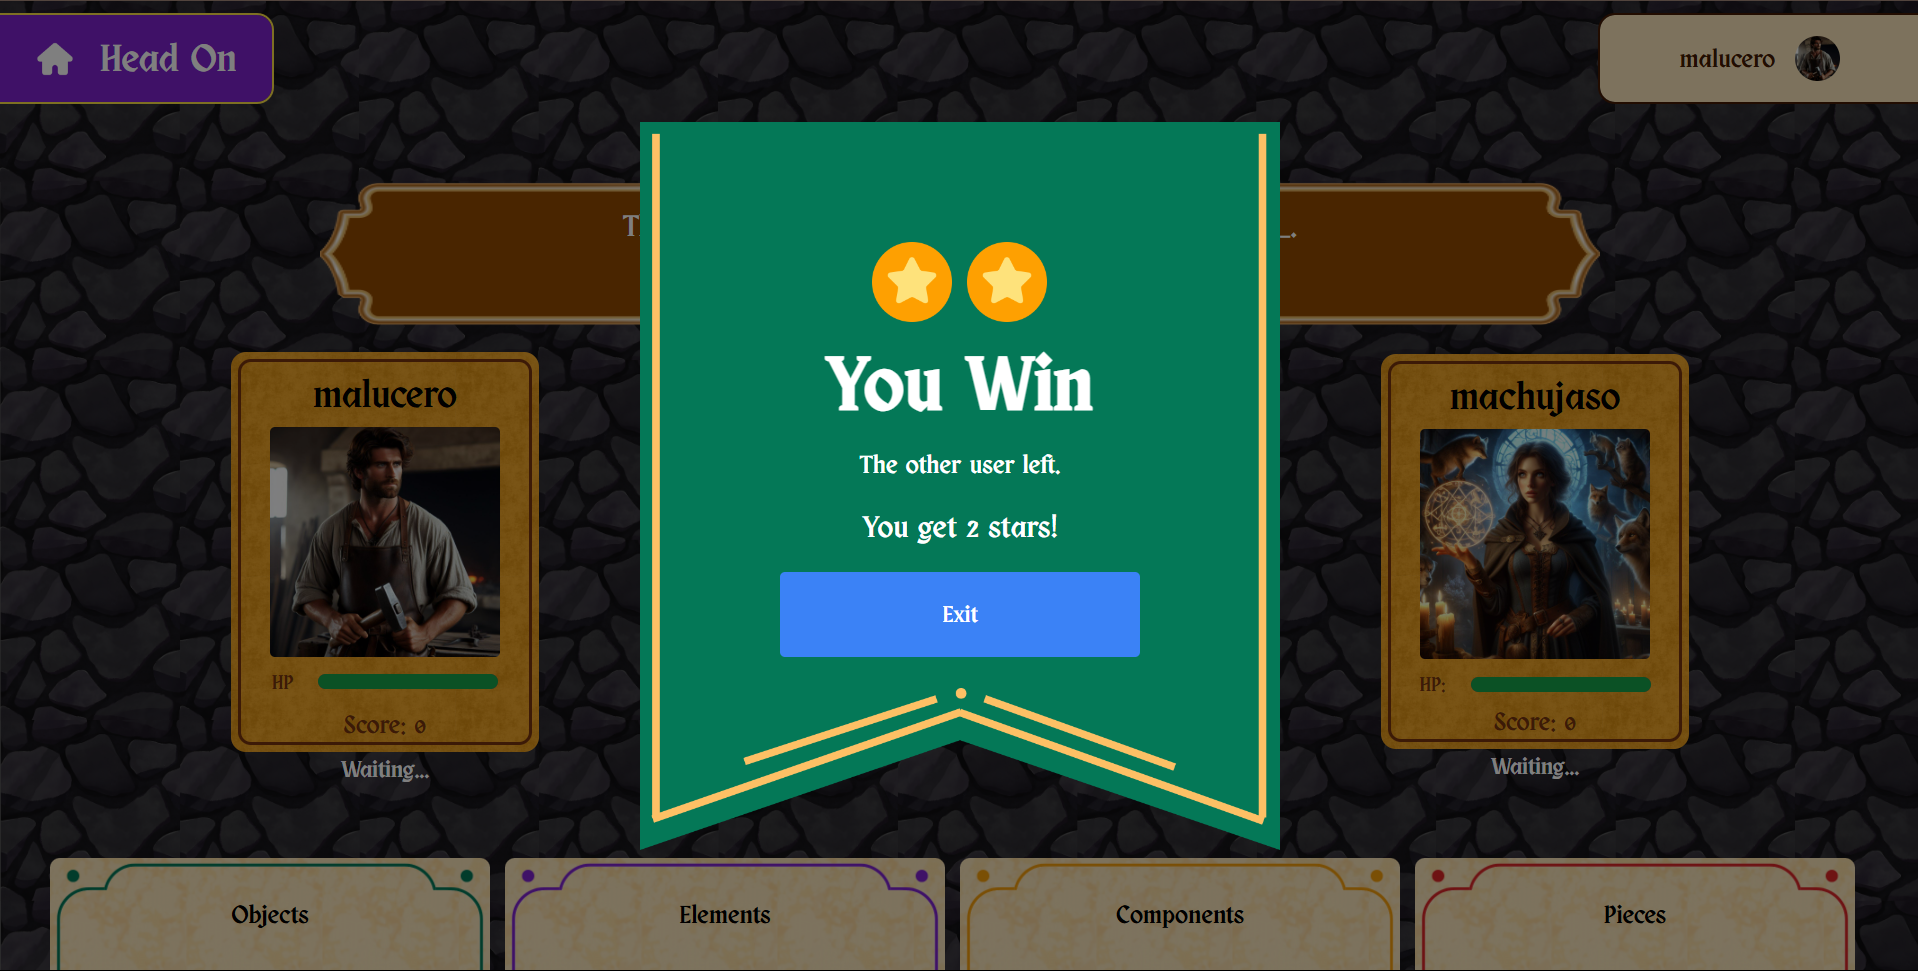 Head On
malucero
You Win
The other user left.
You get 2 stars!
Exit
malucero
HP
Score: 0
Waiting...
machujaso
HP:
Score: 0
Waiting...
Objects
Elements
Components
Pieces